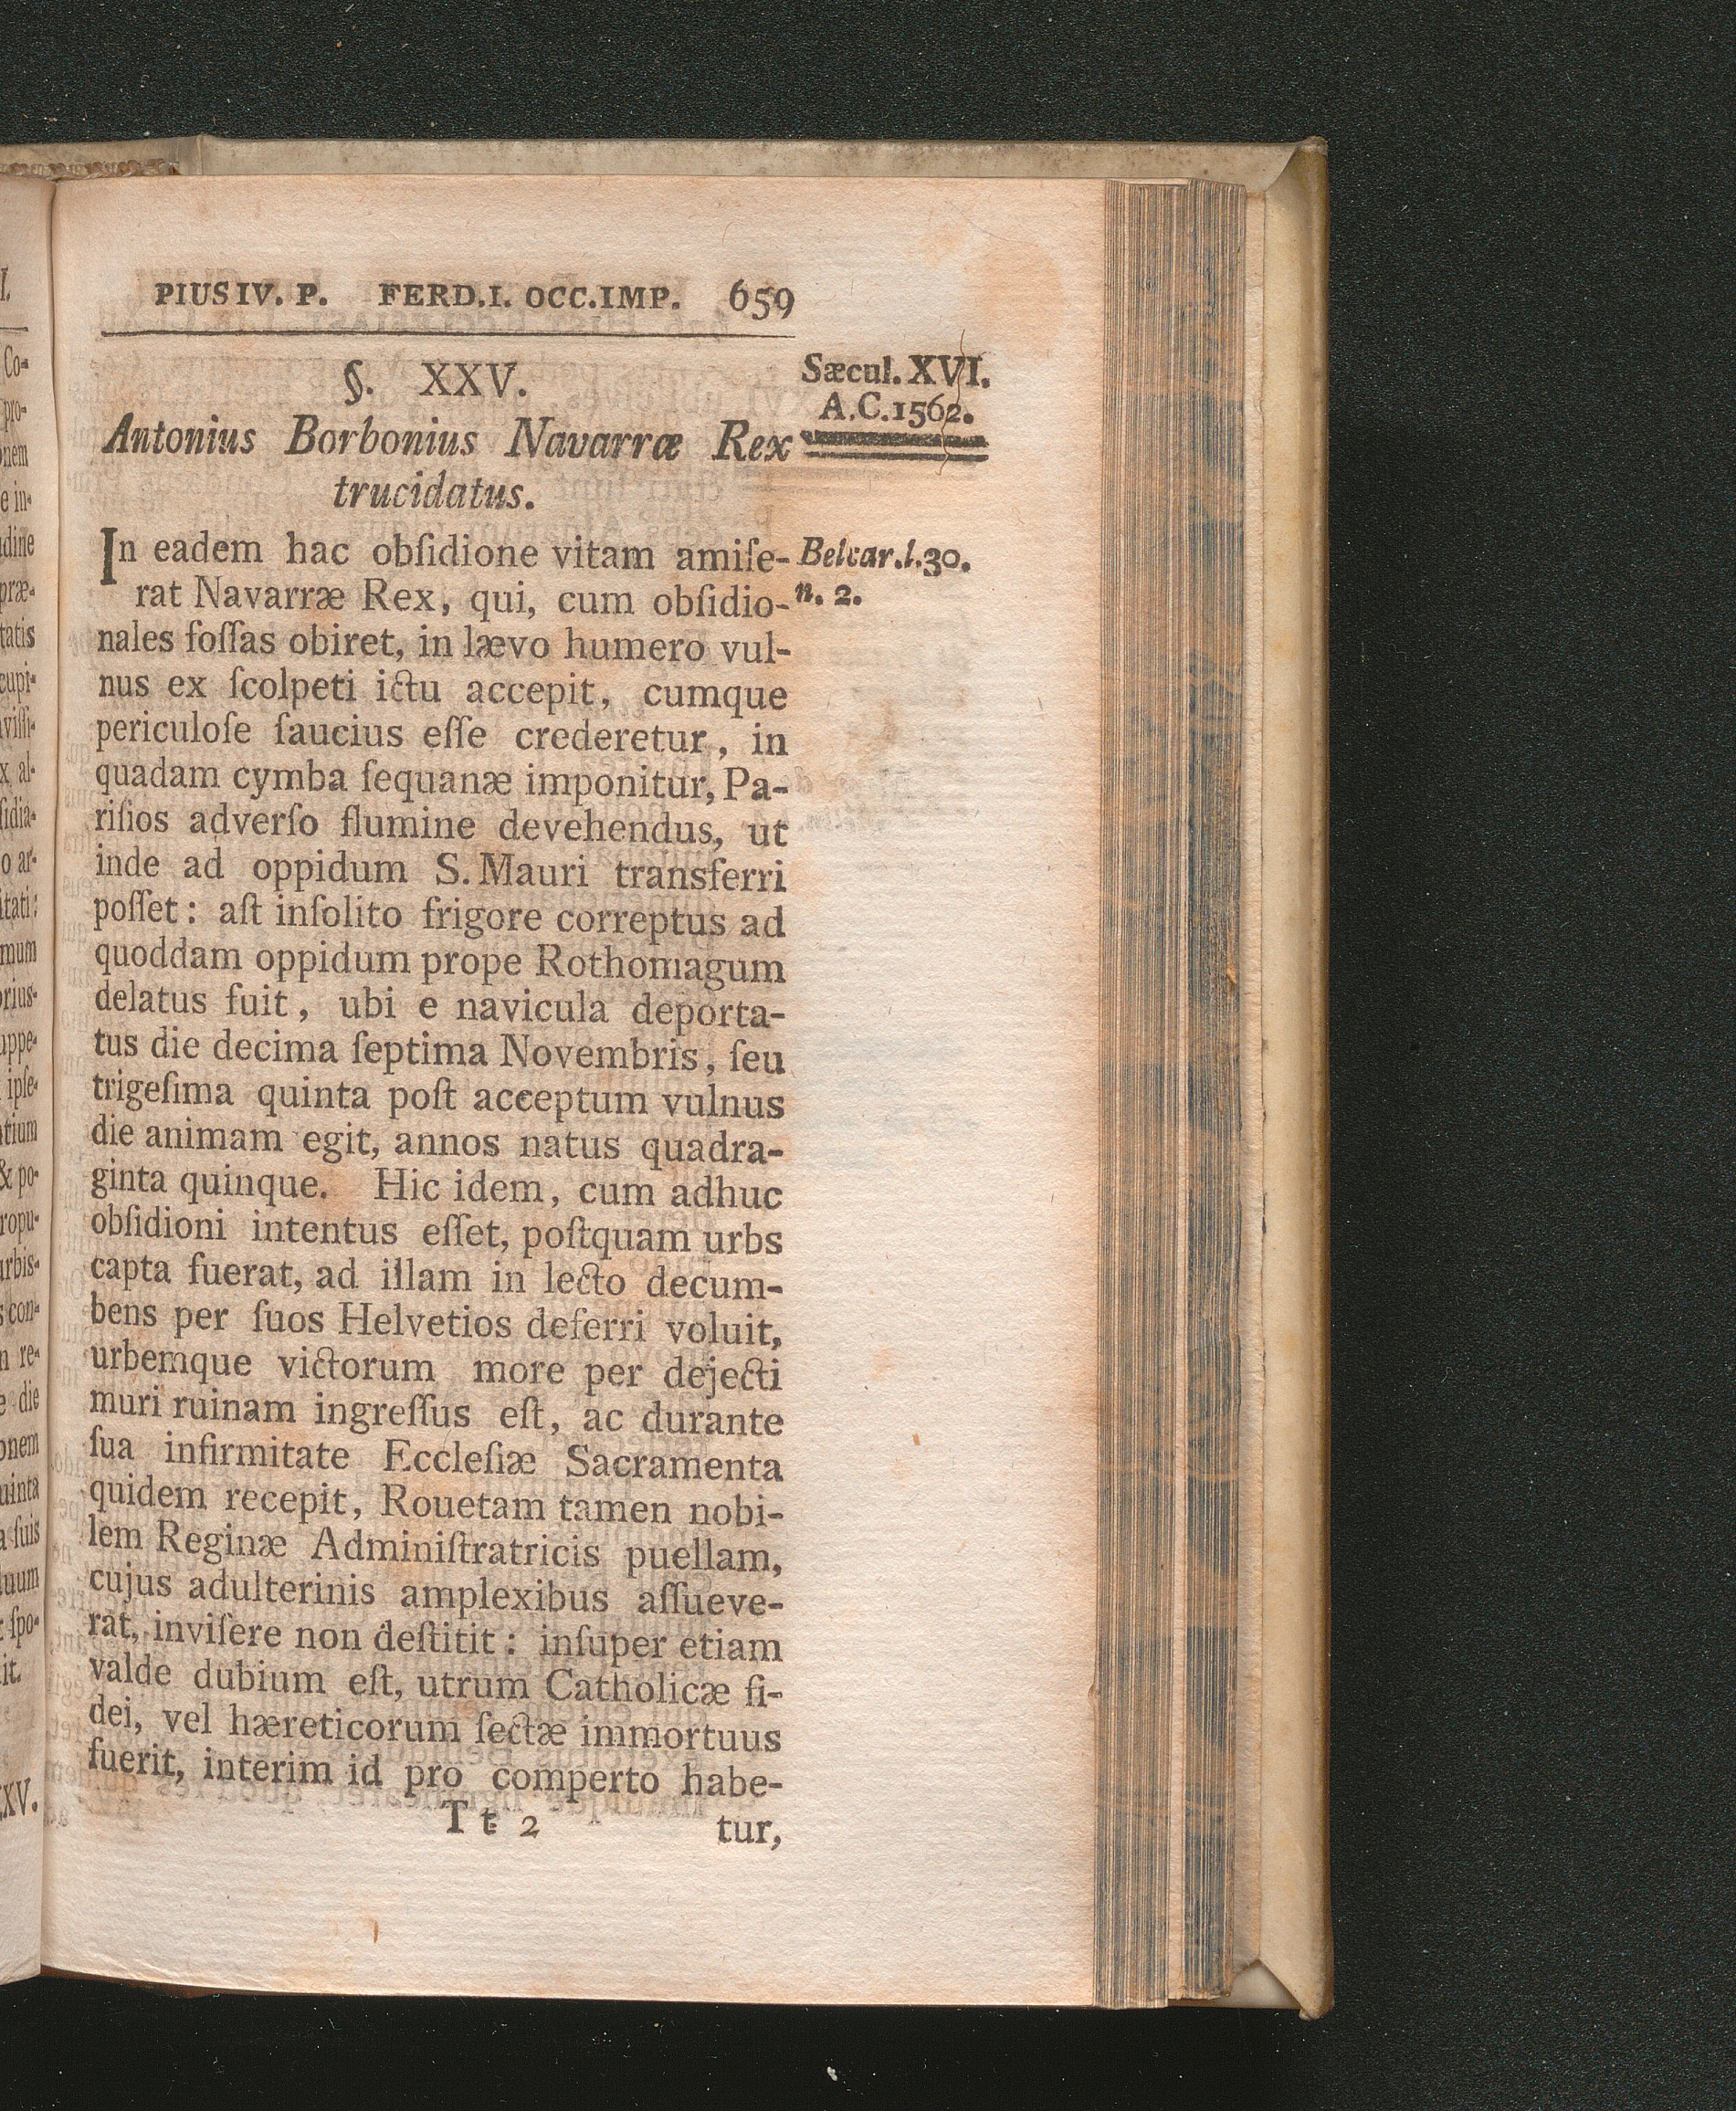 PIUS IV. P. FERD. I. OCC. IMP. 659
Sæcul. XVI.
A.C. 1562.
§. XXV.
Antonius Borbonius Navarræ Rex
trucidatus.
Belcar. l. 30.
n. 2.
In eadem hac obſidione vitam amiſe-
rat Navarræ Rex, qui, cum obſidio-
nales foſſas obiret, in lævo humero vul-
nus ex ſcolpeti ictu accepit, cumque
periculoſe ſaucius eſſe crederetur, in
quadam cymba ſequanæ imponitur, Pa-
riſios adverſo flumine devehendus, ut
inde ad oppidum S. Mauri transferri
poſſet: aſt inſolito frigore correptus ad
quoddam oppidum prope Rothomagum
delatus fuit, ubi e navicula deporta-
tus die decima ſeptima Novembris, ſeu
trigeſima quinta poſt acceptum vulnus
die animam egit, annos natus quadra-
ginta quinque. Hic idem, cum adhuc
obſidioni intentus eſſet, poſtquam urbs
capta fuerat, ad illam in lecto decum-
bens per ſuos Helvetios deferri voluit,
urbemque victorum more per dejecti
muri ruinam ingreſſus eſt, ac durante
ſua infirmitate Eccleſiæ Sacramenta
quidem recepit, Rouetam tamen nobi-
lem Reginæ Adminiſtratricis puellam,
cujus adulterinis amplexibus aſſueve-
rat, inviſere non deſtitit: inſuper etiam
valde dubium eſt, utrum Catholicæ fi-
dei, vel hæreticorum ſectæ immortuus
fuerit, interim id pro comperto habe-
Tt 2 tur,